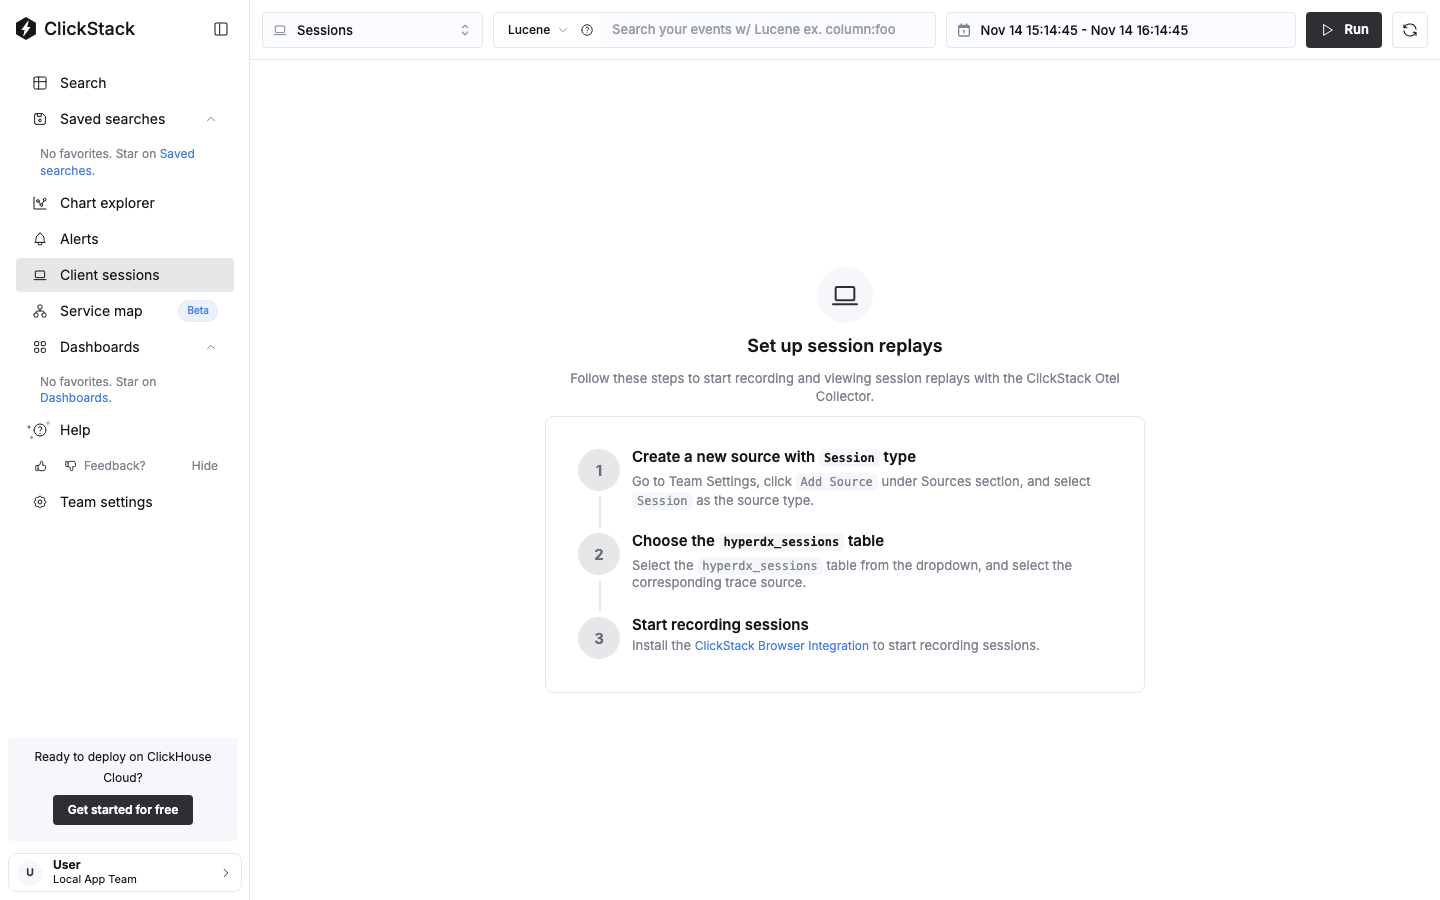 ClickStack
Search
Saved searches
No favorites. Star on Saved
searches.
Chart explorer
Alerts
Client sessions
Service map Beta
Dashboards
No favorites. Star on
Dashboards.
Help
Feedback? Hide
Team settings
Ready to deploy on ClickHouse
Cloud?
Get started for free
U
User
Local App Team
Sessions Lucene Search your events w/ Lucene ex. column:foo Nov 14 15:14:45 - Nov 14 16:14:45 Run
Set up session replays
Follow these steps to start recording and viewing session replays with the ClickStack Otel
Collector.
1
Create a new source with Session type
Go to Team Settings, click Add Source under Sources section, and select
Session as the source type.
2
Choose the hyperdx_sessions table
Select the hyperdx_sessions table from the dropdown, and select the
corresponding trace source.
3
Start recording sessions
Install the ClickStack Browser Integration to start recording sessions.